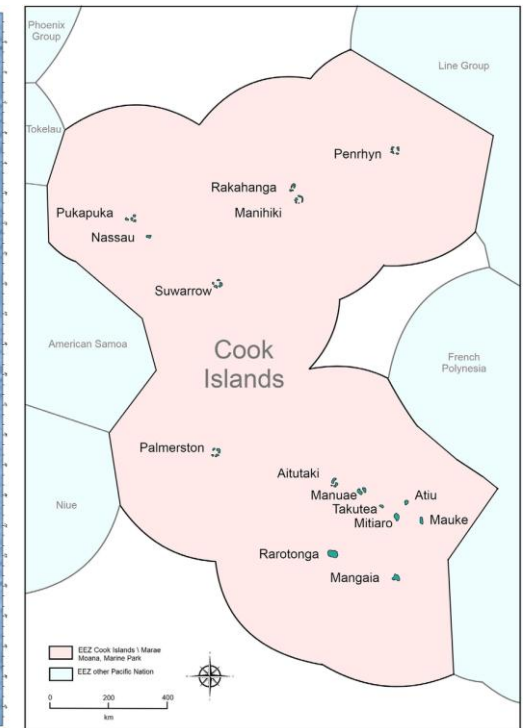 Phoenix
Group
Line Group
Tokelau
Penrhyn
Rakahanga
Manihiki
Pukapuka
Nassau
Suwarrow
American Samoa
Cook
Islands
French
Polynesia
Palmerston
Aitutaki
Manuae
Atiu
Takutea
Mitiaro
Mauke
Niue
Rarotonga
Mangaia
EEZ Cook Islands \ Marae
Moana, Marine Park
EEZ other Pacific Nation
0 200 400
km